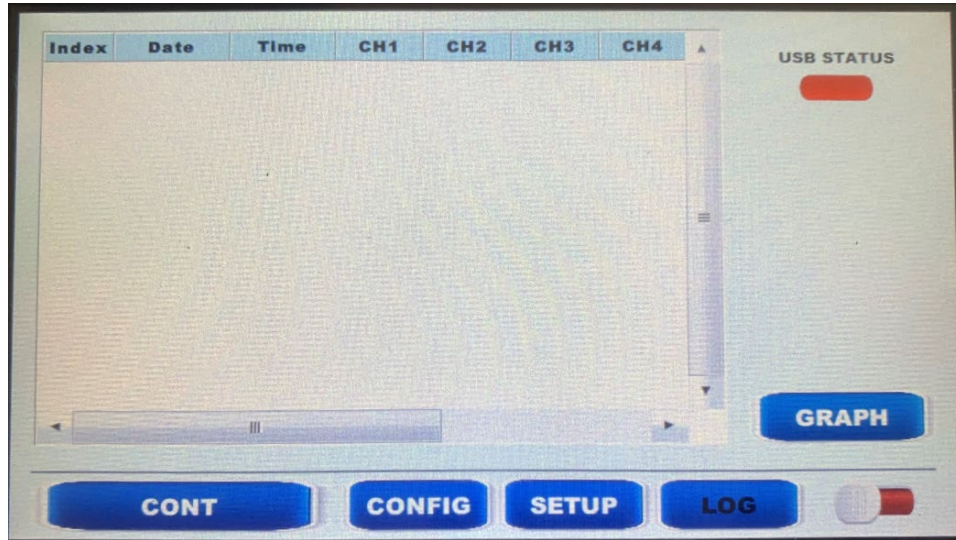 Index Date Time CH1 CH2 CH3 CH4
USB STATUS
GRAPH
CONT CONFIG SETUP LOG